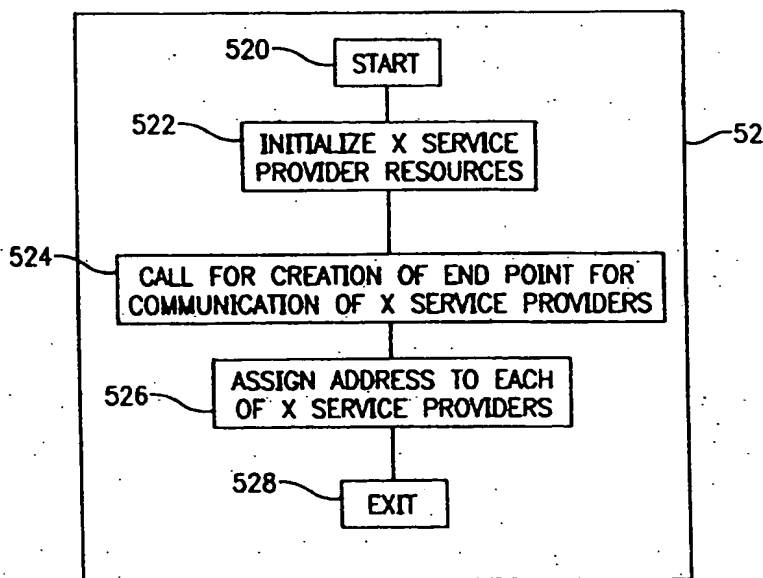 520
START
522
INITIALIZE X SERVICE
PROVIDER RESOURCES
52
524
CALL FOR CREATION OF END POINT FOR
COMMUNICATION OF X SERVICE PROVIDERS
526
ASSIGN ADDRESS TO EACH
OF X SERVICE PROVIDERS
528
EXIT